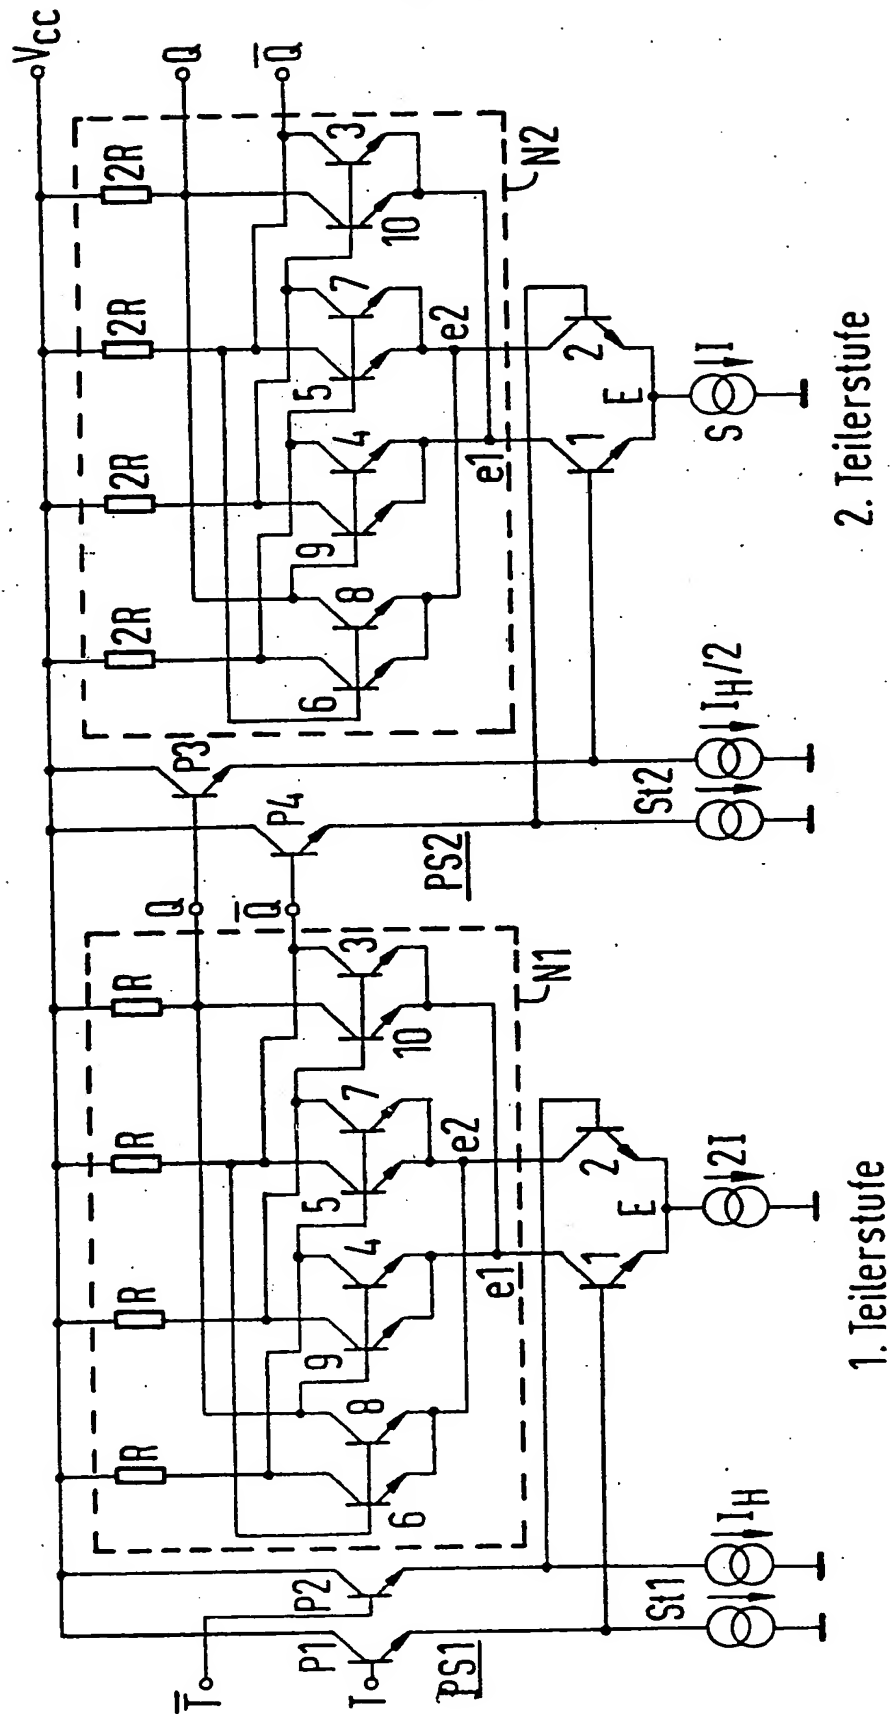 VCC
R
R
R
R
2R
2R
2R
2R
T̅
Q
P3
Q
Q̅
P4
Q̅
P1
P2
T
6
8
9
4
5
7
10
3
6
8
9
4
5
7
10
3
PS1
e1
e2
N1
PS2
e1
e2
N2
1
2
E
1
2
E
St1
IH
2I
St2
IH/2
S
I
1. Teilerstufe
2. Teilerstufe